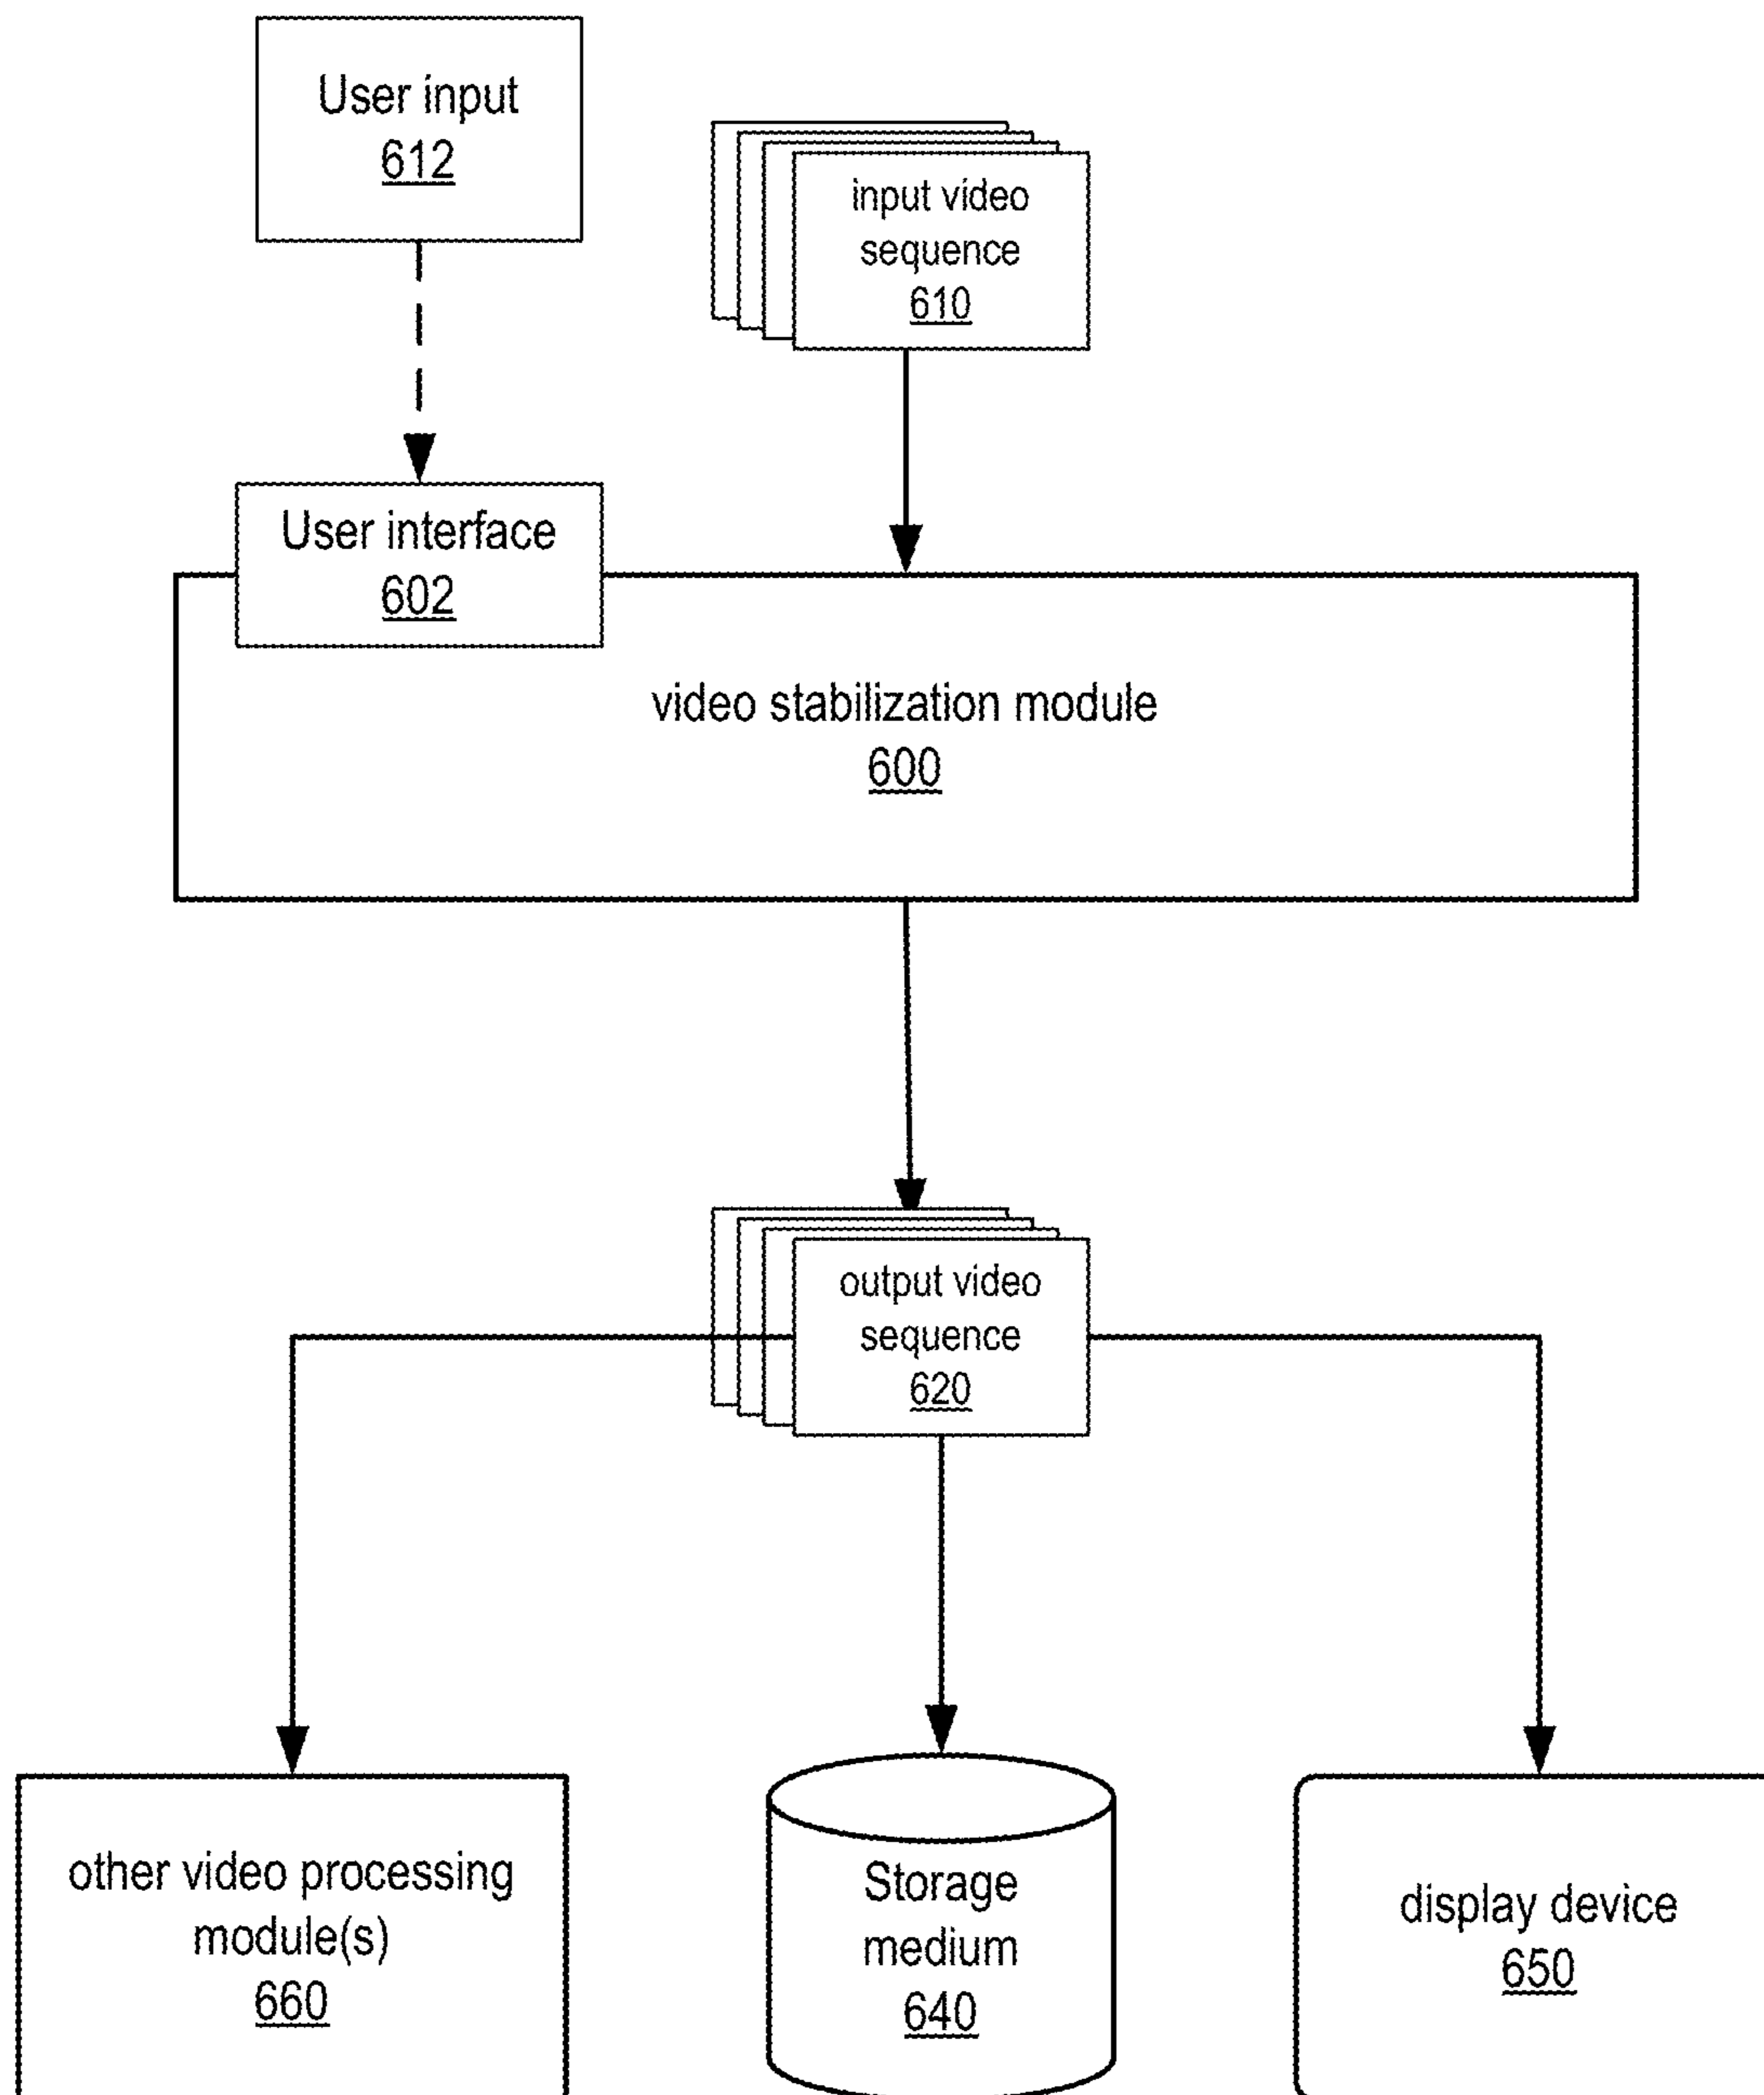 User input
612
input video
sequence
610
User interface
602
video stabilization module
600
output video
sequence
620
other video processing
module(s)
660
Storage
medium
640
display device
650